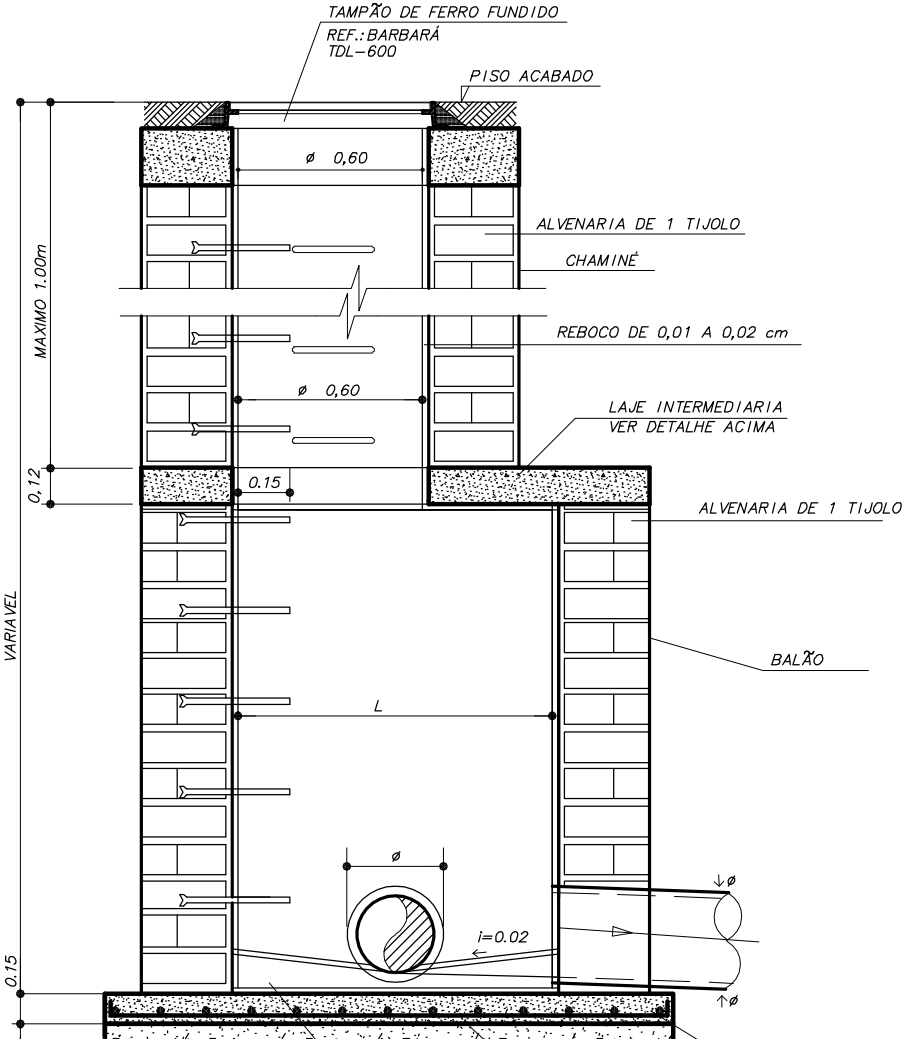 TAMPÃO DE FERRO FUNDIDO
REF.: BARBARÁ
TDL-600
PISO ACABADO
ø 0,60
ALVENARIA DE 1 TIJOLO
CHAMINÉ
MAXIMO 1.00m
REBOCO DE 0,01 A 0,02 cm
ø 0,60
LAJE INTERMEDIARIA
VER DETALHE ACIMA
0,12
0.15
ALVENARIA DE 1 TIJOLO
VARIAVEL
BALÃO
L
ø
ø
i=0.02
0.15
ø